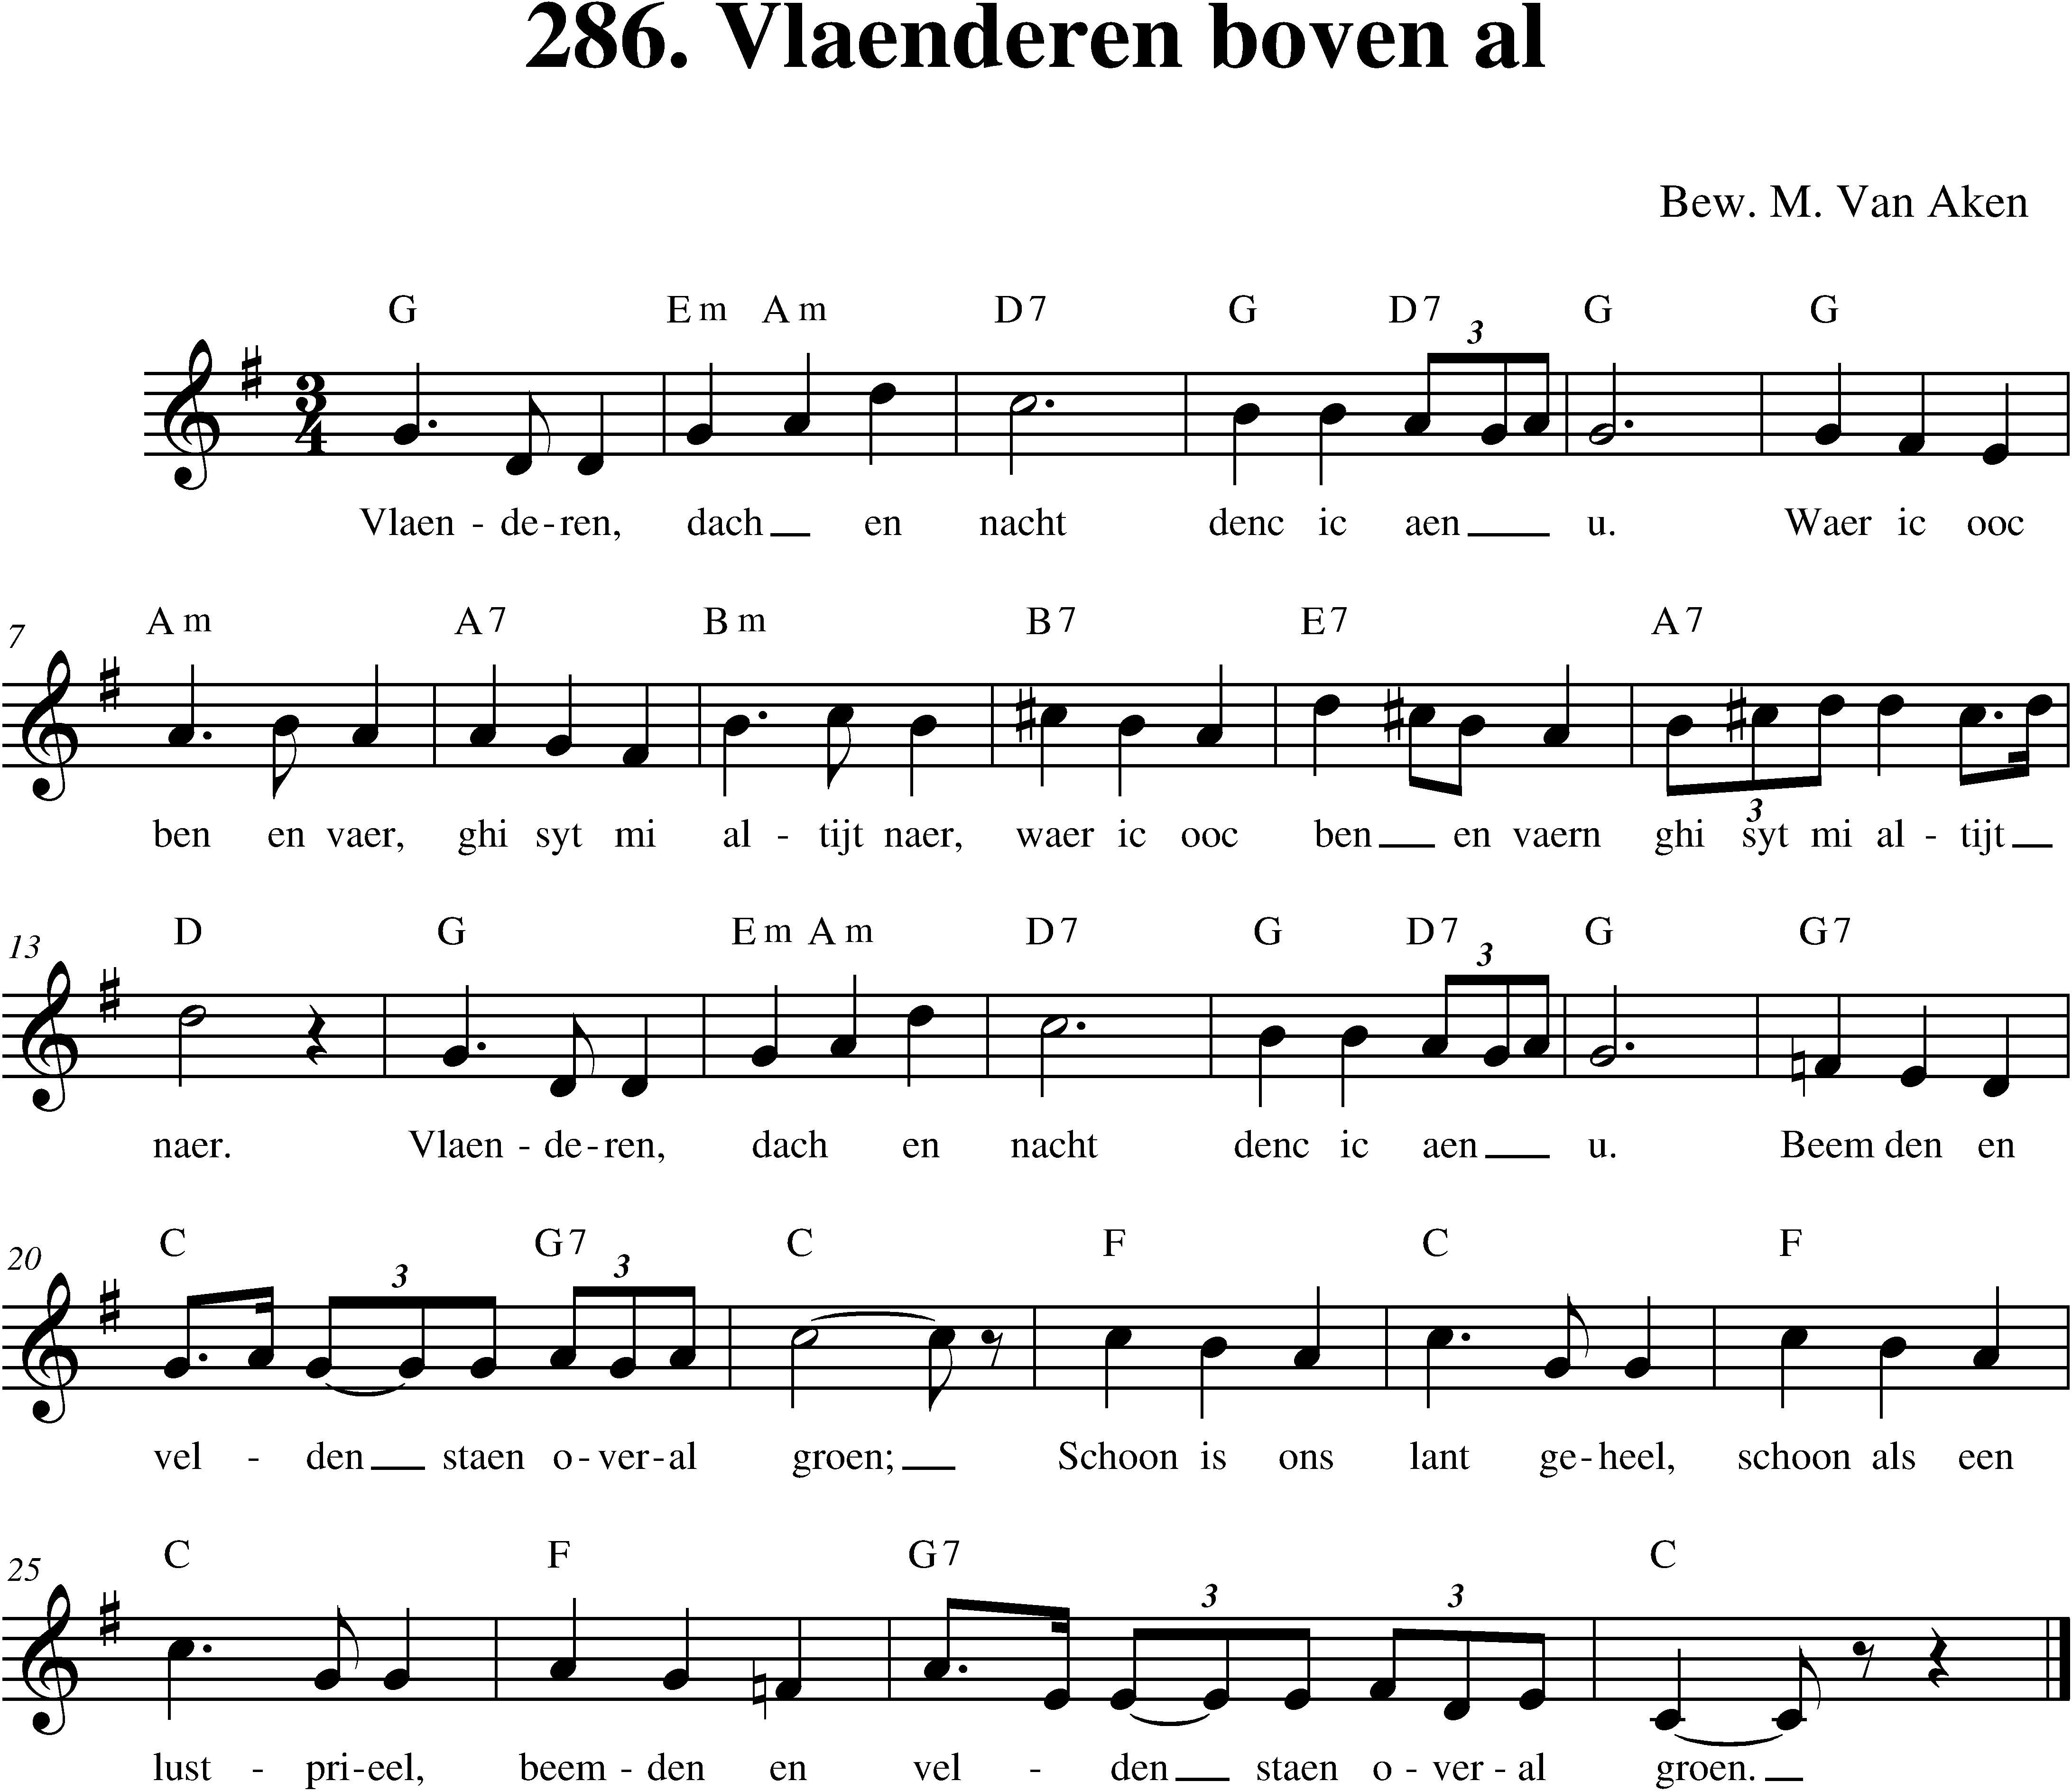 286. Vlaenderen boven al
Bew. M. Van Aken
G Em Am D7 G D7 G G
3
3
4
Vlaen - de - ren, dach en nacht denc ic aen u. Waer ic ooc
7 Am A7 Bm B7 E7 A7
3
ben en vaer, ghi syt mi al - tijt naer, waer ic ooc ben en vaern ghi syt mi al - tijt
13 D G Em Am D7 G D7 G G7
3
naer. Vlaen - de - ren, dach en nacht denc ic aen u. Beem den en
20 C G7 C F C F
3 3
vel - den staen o - ver - al groen; Schoon is ons lant ge - heel, schoon als een
25 C F G7 C
3 3
lust - pri - eel, beem - den en vel - den staen o - ver - al groen.